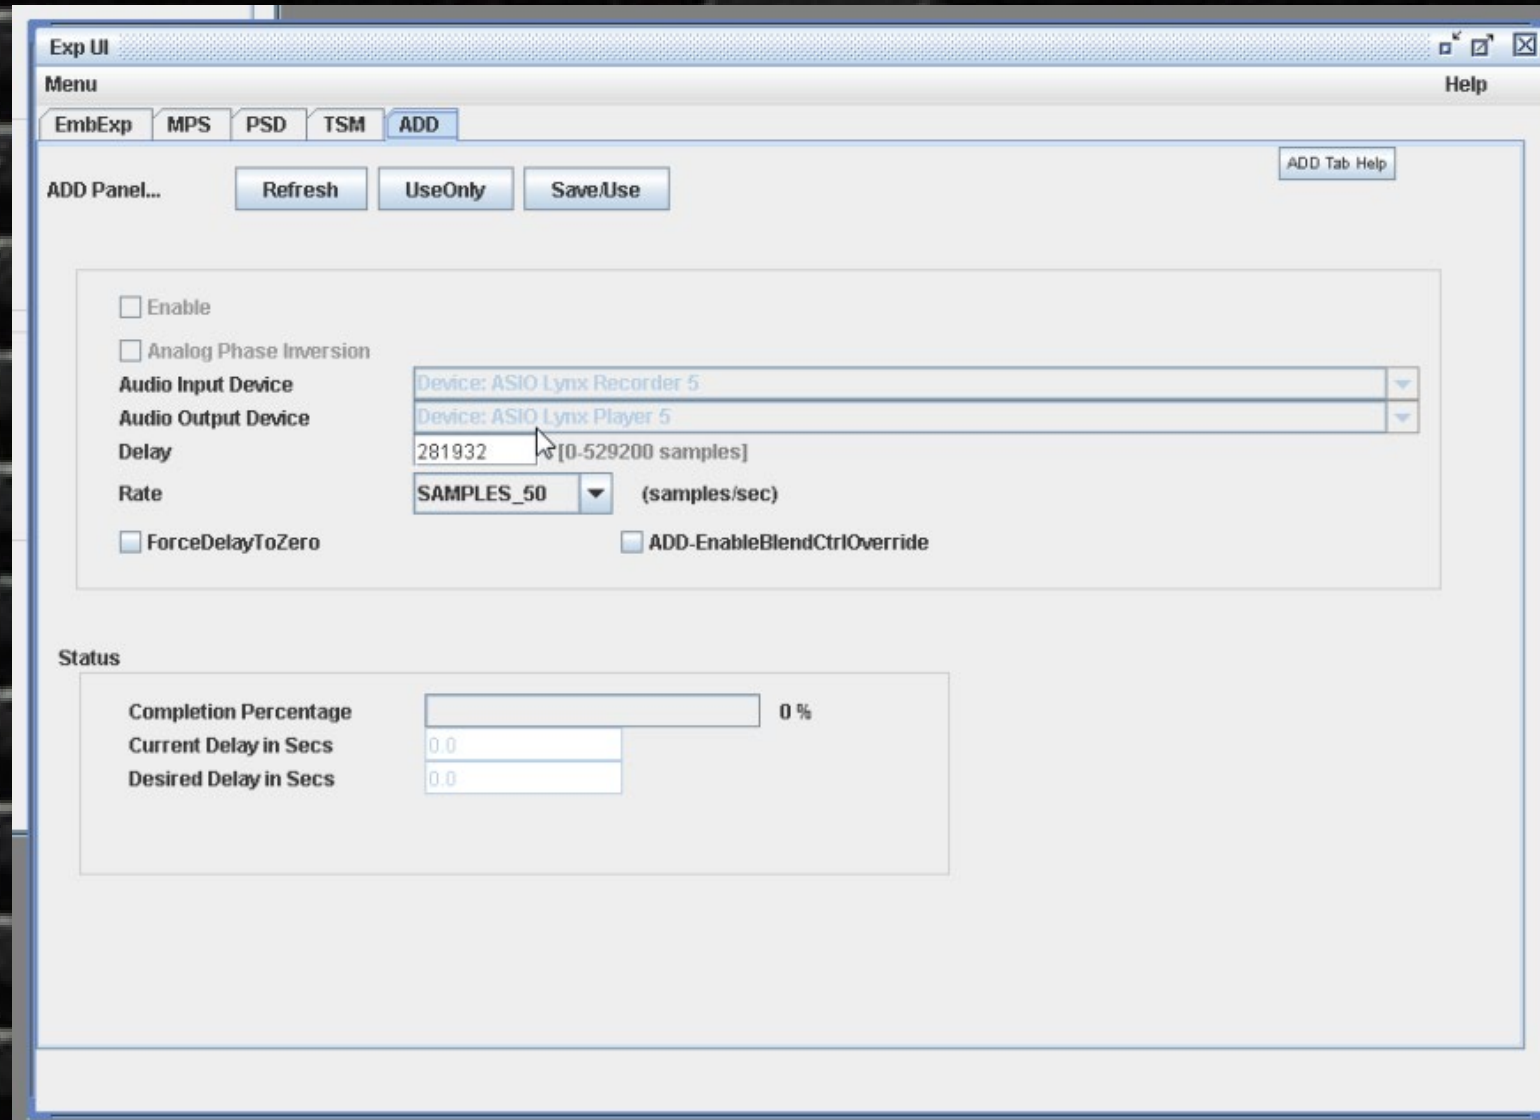 Exp UI
Menu Help
EmbExp MPS PSD TSM ADD
ADD Tab Help
ADD Panel... Refresh UseOnly Save/Use
Enable
Analog Phase Inversion
Audio Input Device Device: ASIO Lynx Recorder 5
Audio Output Device Device: ASIO Lynx Player 5
Delay 281932 [0-529200 samples]
Rate SAMPLES_50 (samples/sec)
ForceDelayToZero ADD-EnableBlendCtrlOverride
Status
Completion Percentage 0 %
Current Delay in Secs 0.0
Desired Delay in Secs 0.0